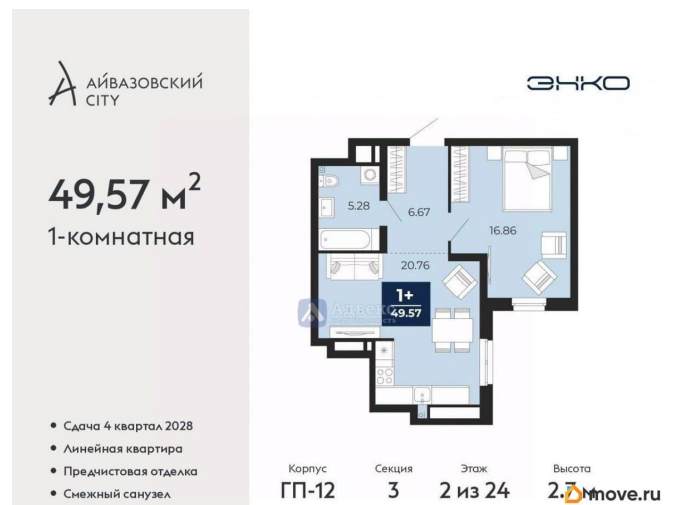 АЙВАЗОВСКИЙ
CITY
ЭНКО
49,57 м²
1-комнатная
5.28
6.67
16.86
20.76
1+
49.57
Адвекс
• Сдача 4 квартал 2028
• Линейная квартира
• Предчистовая отделка
• Смежный санузел
Корпус Секция Этаж Высота
ГП-12 3 2 из 24 2.7 м
move.ru